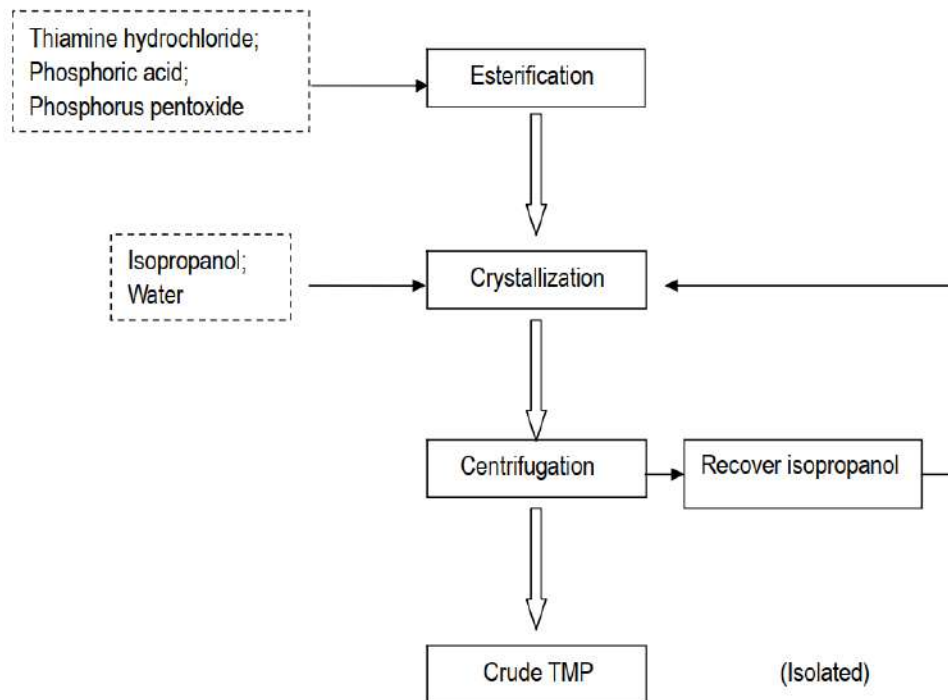 Thiamine hydrochloride;
Phosphoric acid;
Phosphorus pentoxide
Esterification
Isopropanol;
Water
Crystallization
Centrifugation
Recover isopropanol
Crude TMP
(Isolated)